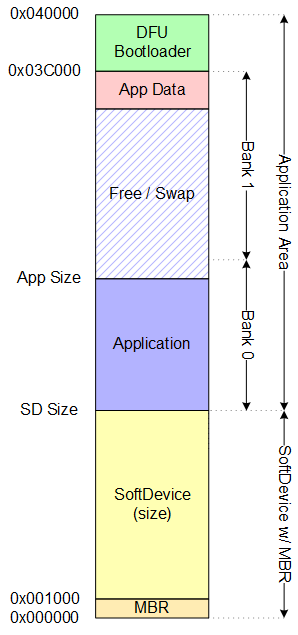 0x040000
DFU
Bootloader
0x03C000
App Data
Bank 1
Application Area
Free / Swap
App Size
Bank 0
Application
SD Size
SoftDevice
(size)
SoftDevice w/ MBR
0x001000
MBR
0x000000